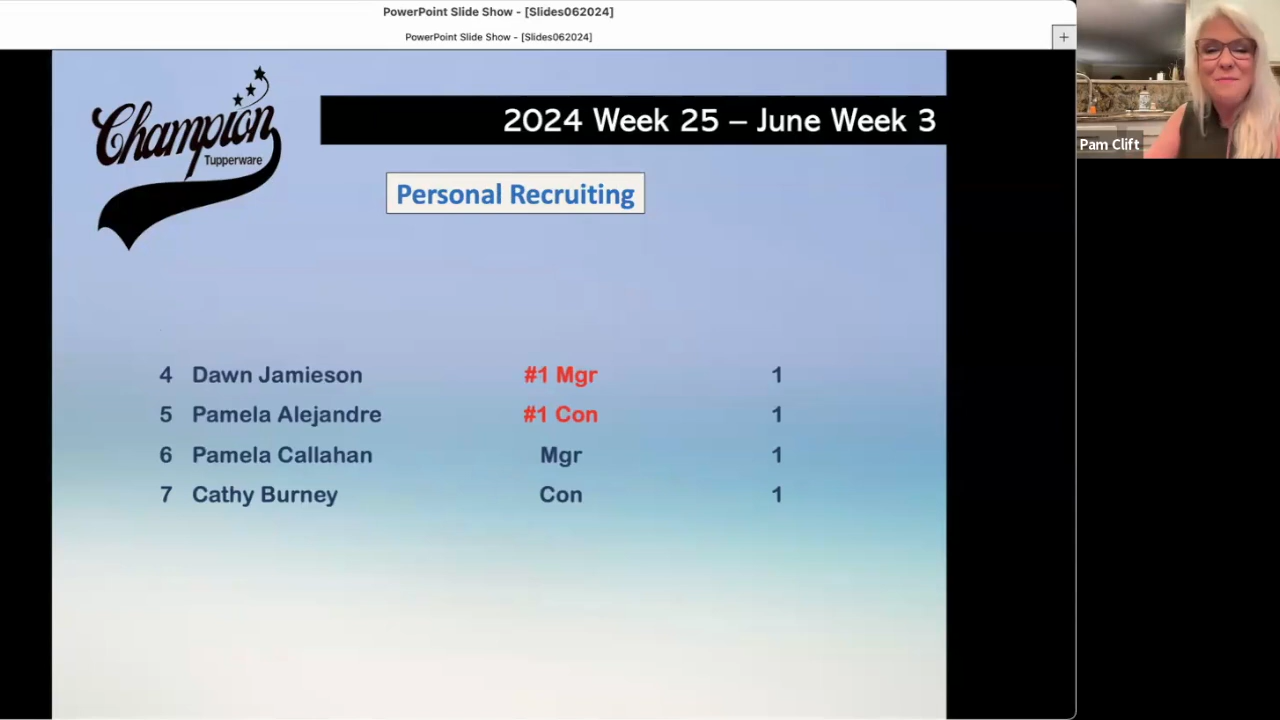 PowerPoint Slide Show - [Slides062024]
PowerPoint Slide Show - [Slides062024]
Champion
Tupperware
2024 Week 25 – June Week 3
Pam Clift
Personal Recruiting
4 Dawn Jamieson #1 Mgr 1
5 Pamela Alejandre #1 Con 1
6 Pamela Callahan Mgr 1
7 Cathy Burney Con 1